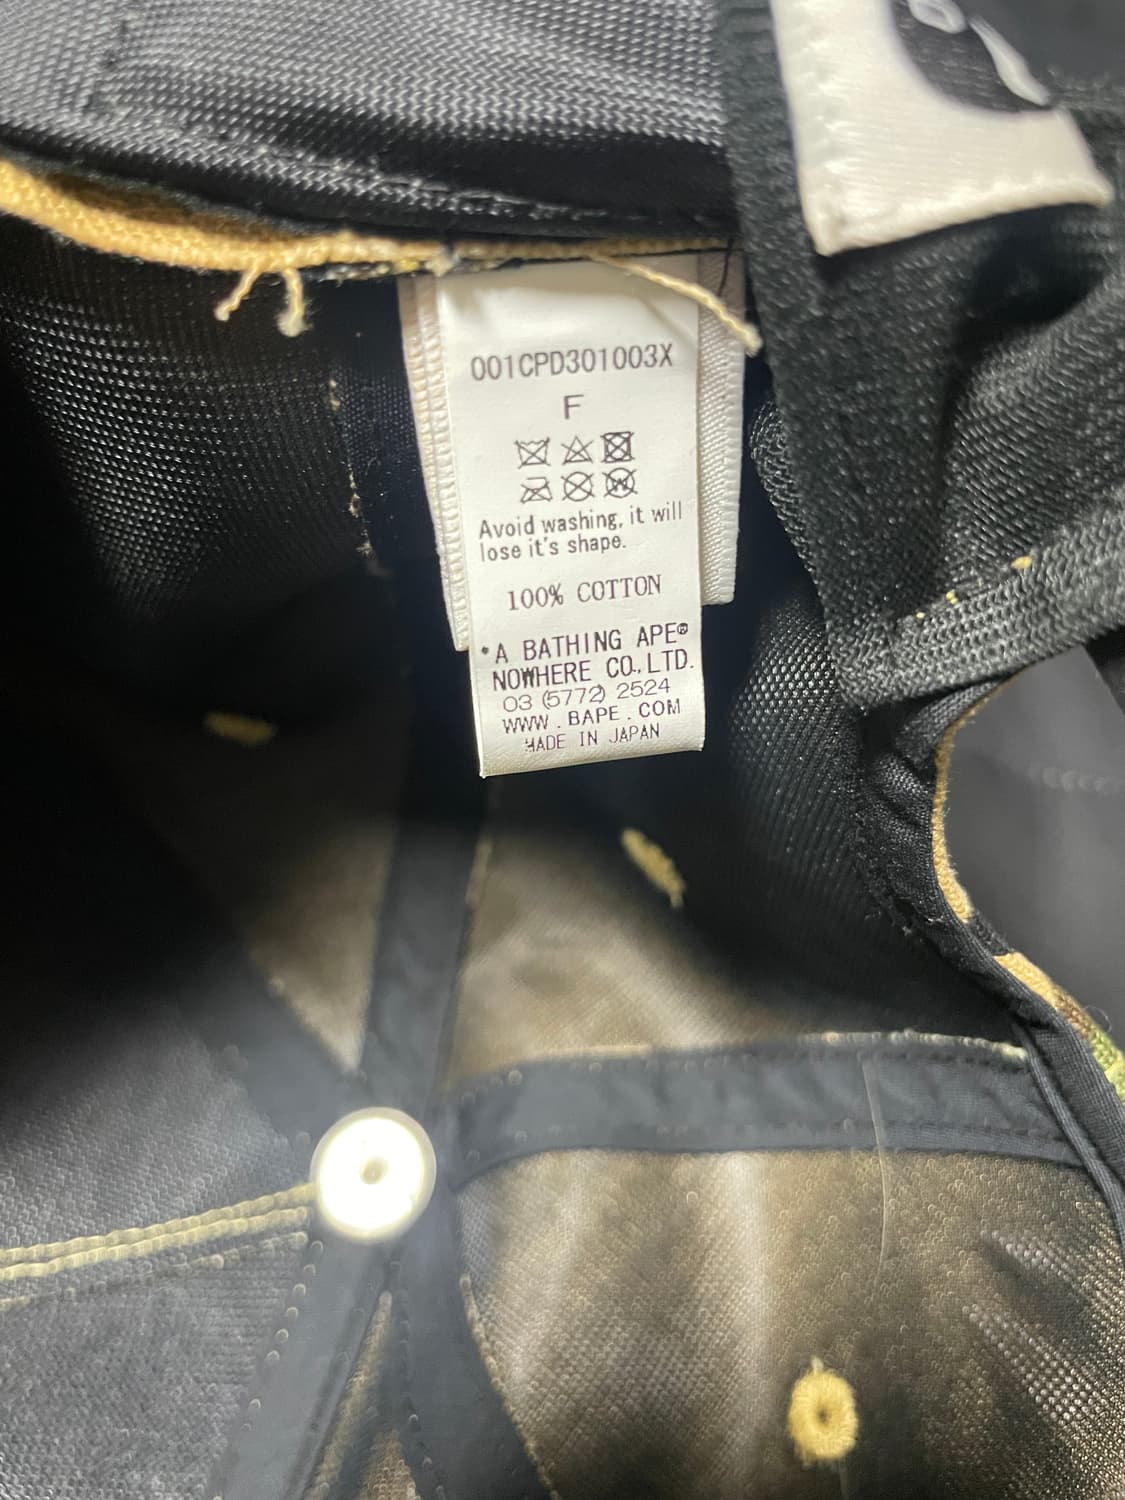 001CPD301003X
F
Avoid washing, it will
lose it's shape.
100% COTTON
*A BATHING APE®
NOWHERE CO., LTD.
03 (5772) 2524
WWW . BAPE . COM
MADE IN JAPAN